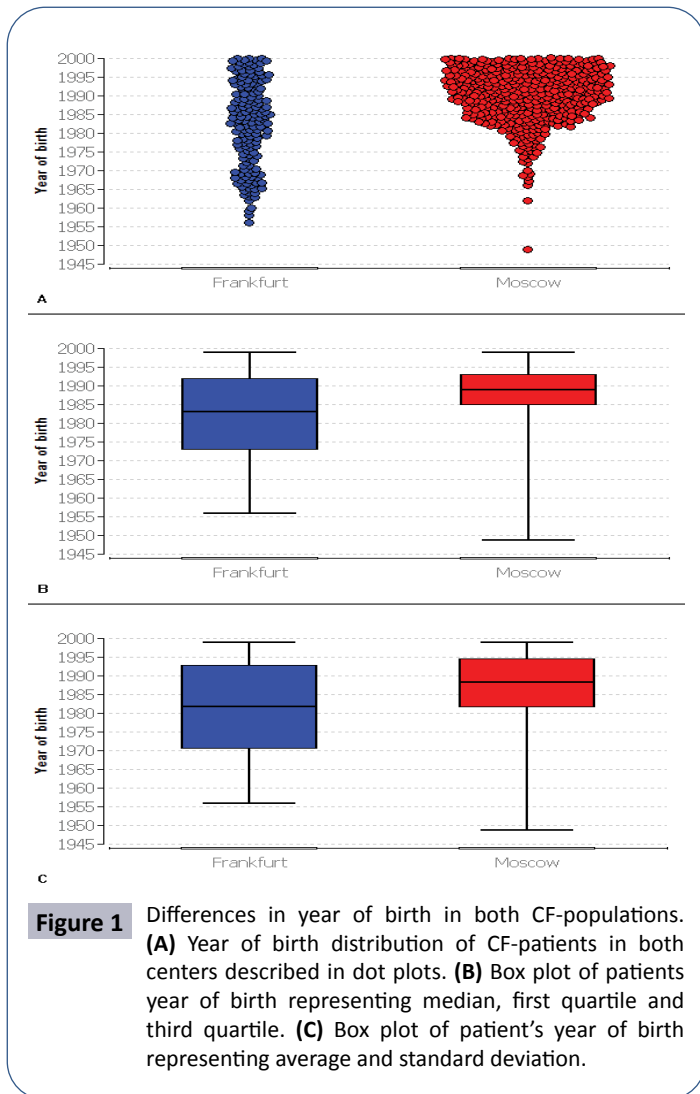 2000
1995
1990
1985
1980
1975
1970
1965
1960
1955
1950
1945
Year of birth
Frankfurt Moscow
A
2000
1995
1990
1985
1980
1975
1970
1965
1960
1955
1950
1945
Year of birth
Frankfurt Moscow
B
2000
1995
1990
1985
1980
1975
1970
1965
1960
1955
1950
1945
Year of birth
Frankfurt Moscow
C
Figure 1 Differences in year of birth in both CF-populations.
(A) Year of birth distribution of CF-patients in both
centers described in dot plots. (B) Box plot of patients
year of birth representing median, first quartile and
third quartile. (C) Box plot of patient’s year of birth
representing average and standard deviation.